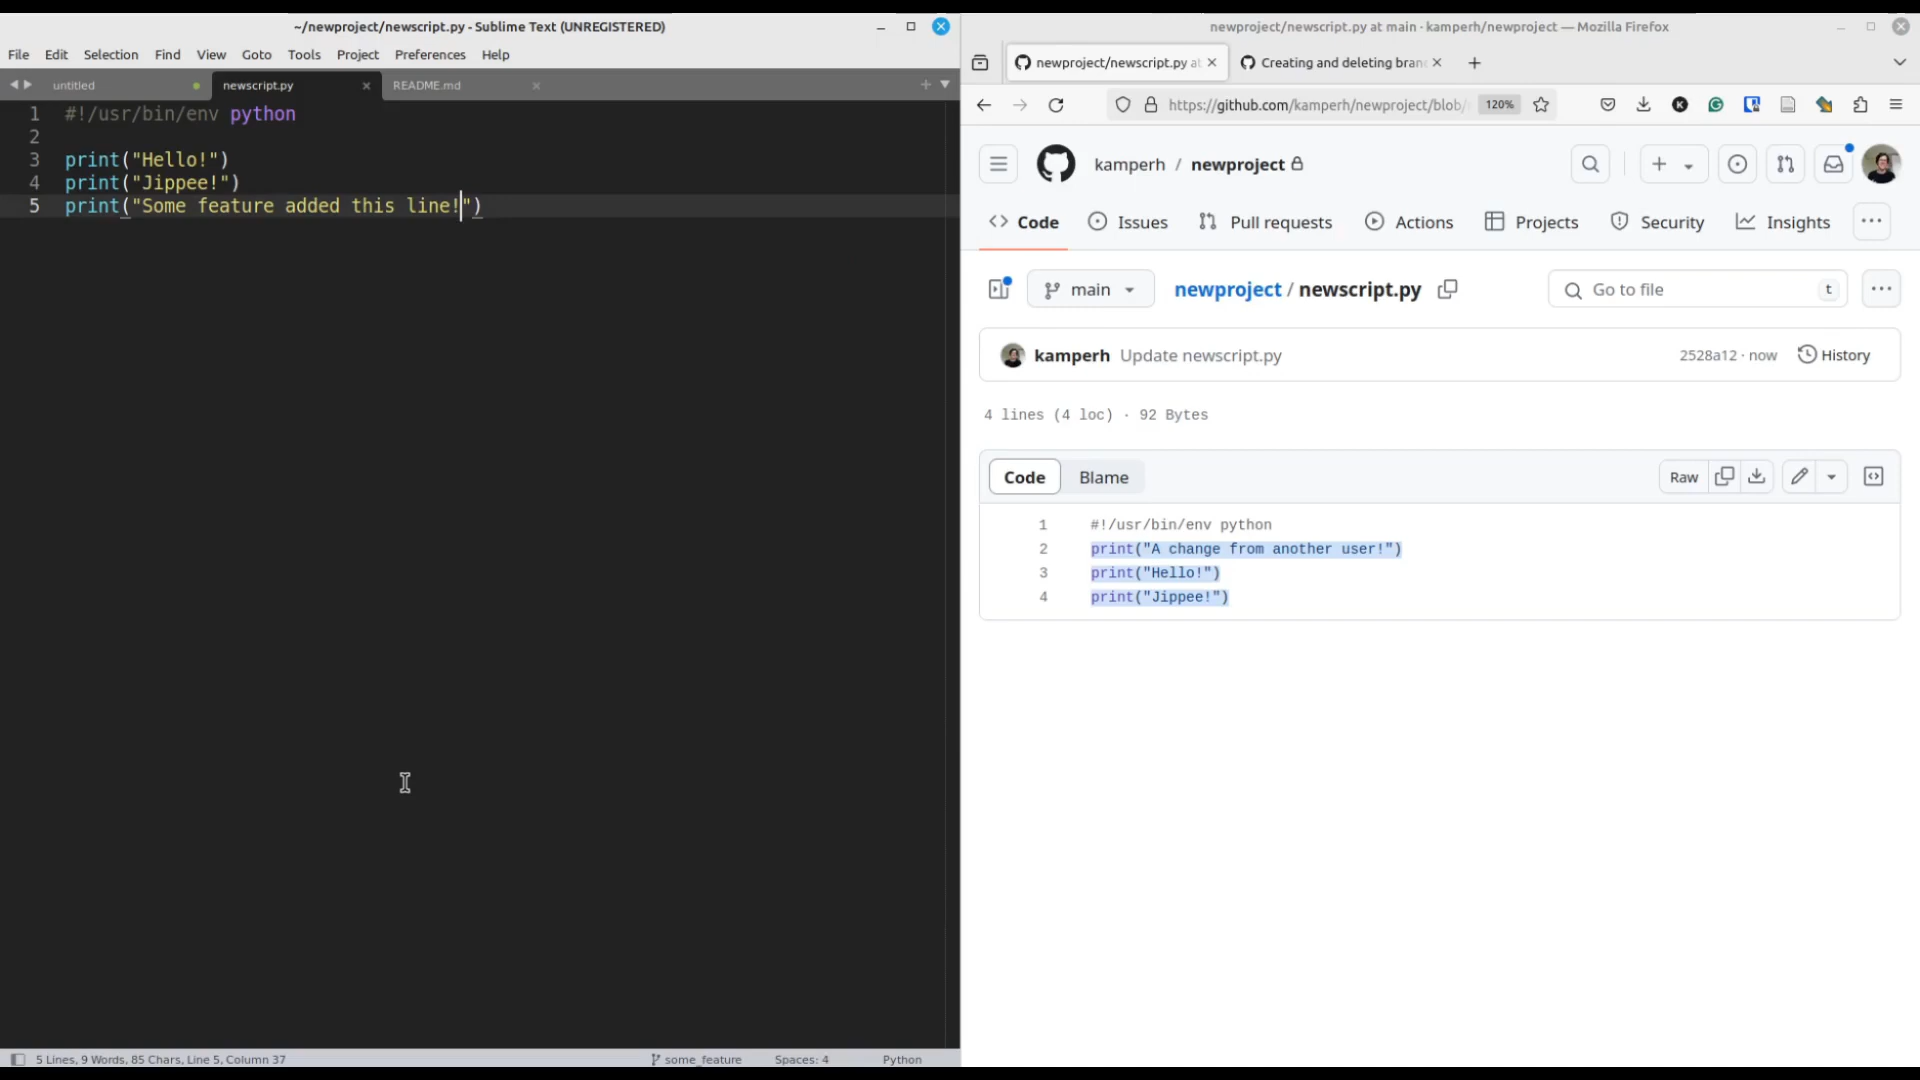 ~/newproject/newscript.py - Sublime Text (UNREGISTERED)
File Edit Selection Find View Goto Tools Project Preferences Help
untitled newscript.py README.md
1 #!/usr/bin/env python
2
3 print("Hello!")
4 print("Jippee!")
5 print("Some feature added this line!")
5 Lines, 9 Words, 85 Chars, Line 5, Column 37 some_feature Spaces: 4 Python
newproject/newscript.py at main · kamperh/newproject — Mozilla Firefox
newproject/newscript.py at Creating and deleting bran
https://github.com/kamperh/newproject/blob/ 120%
kamperh / newproject
Code Issues Pull requests Actions Projects Security Insights
main newproject / newscript.py Go to file t
kamperh Update newscript.py 2528a12 · now History
4 lines (4 loc) · 92 Bytes
Code Blame Raw
1 #!/usr/bin/env python
2 print("A change from another user!")
3 print("Hello!")
4 print("Jippee!")